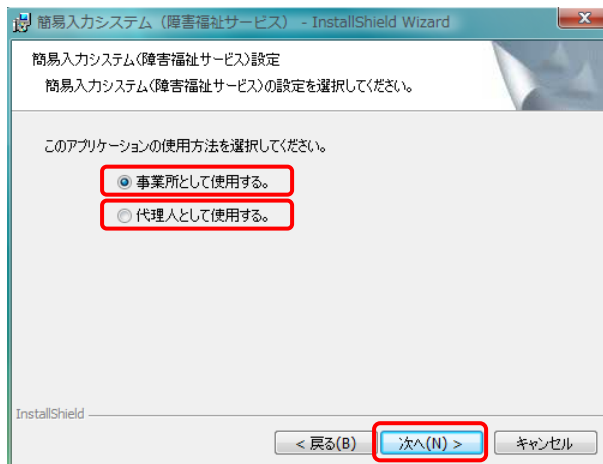 簡易入力システム（障害福祉サービス） - InstallShield Wizard
簡易入力システム(障害福祉サービス)設定
簡易入力システム(障害福祉サービス)の設定を選択してください。
このアプリケーションの使用方法を選択してください。
事業所として使用する。
代理人として使用する。
InstallShield
< 戻る(B)
次へ(N) >
キャンセル